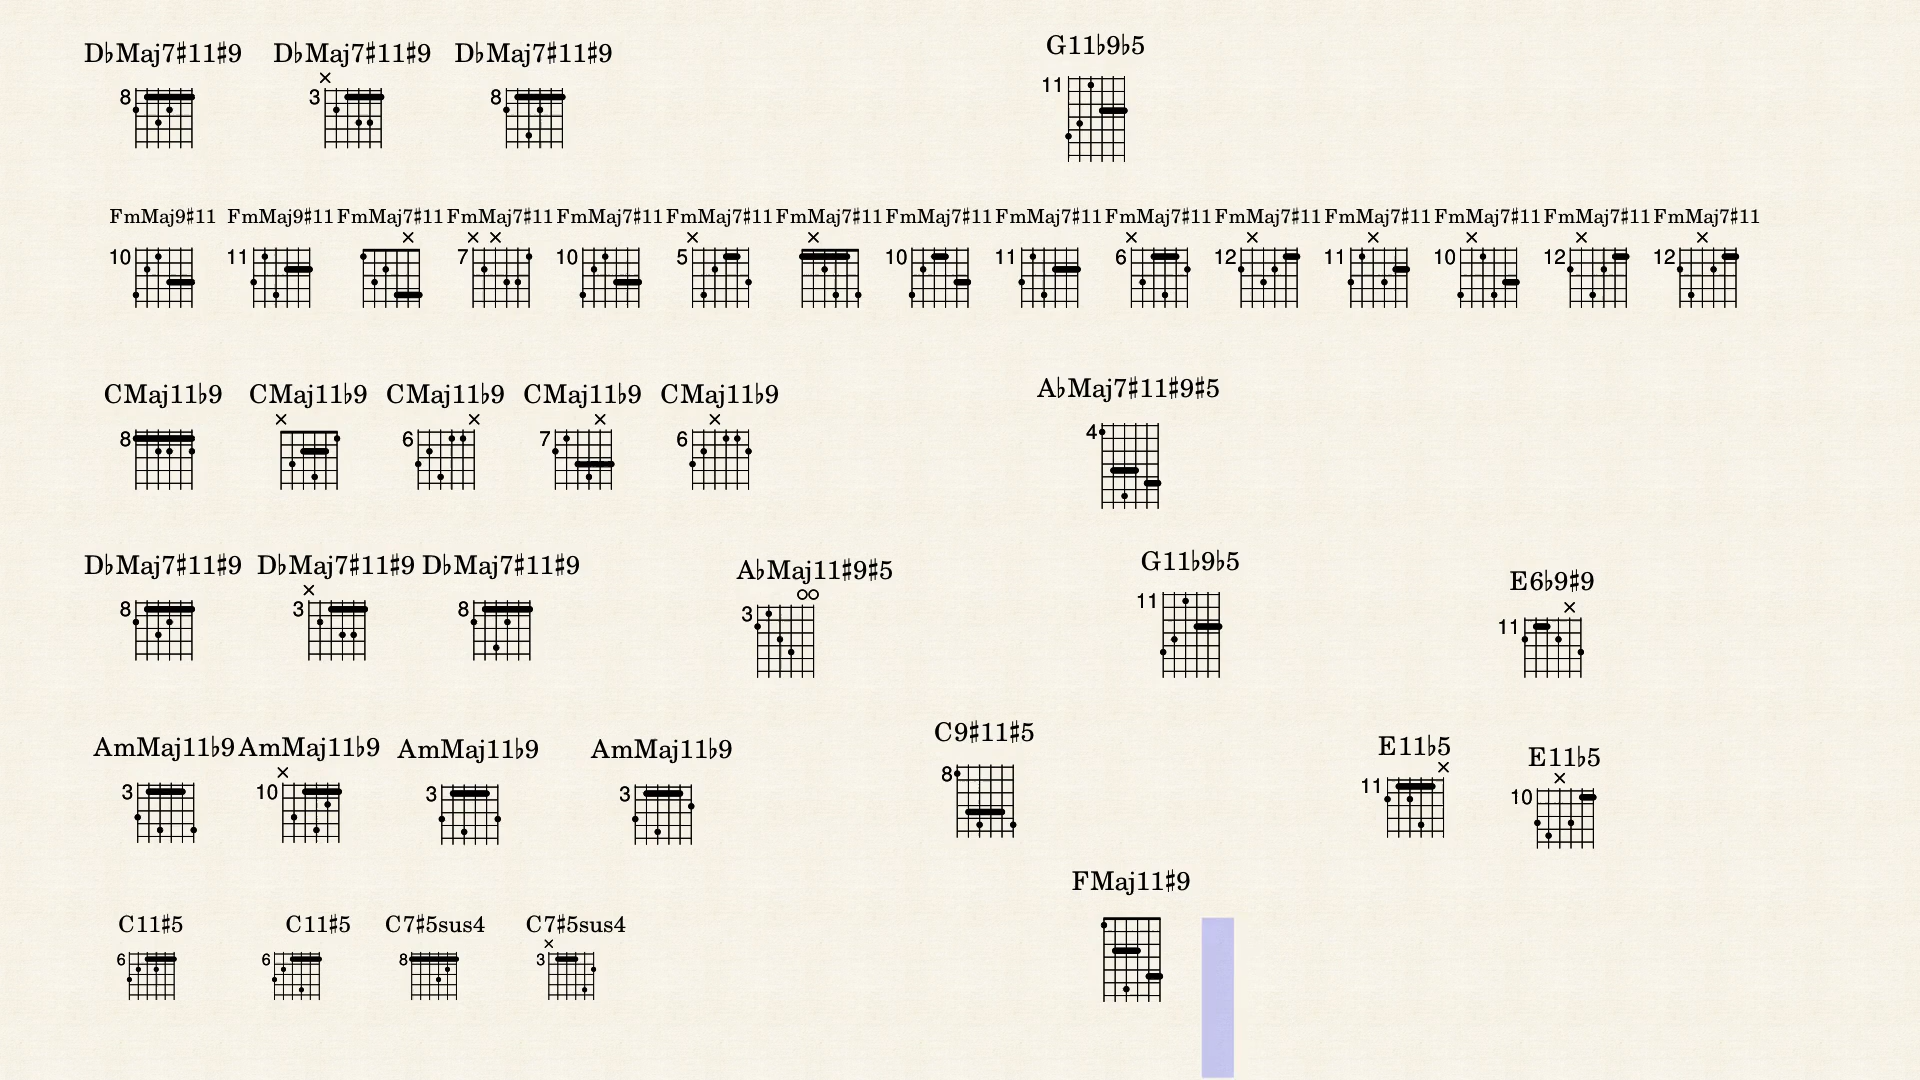 D♭Maj7♯11♯9 D♭Maj7♯11♯9 D♭Maj7♯11♯9 G11♭9♭5
×
8 3 8 11
FmMaj9♯11 FmMaj9♯11 FmMaj7♯11 FmMaj7♯11 FmMaj7♯11 FmMaj7♯11 FmMaj7♯11 FmMaj7♯11 FmMaj7♯11 FmMaj7♯11 FmMaj7♯11 FmMaj7♯11 FmMaj7♯11 FmMaj7♯11 FmMaj7♯11
× × × × × × × × × × ×
10 11 7 10 5 10 11 6 12 11 10 12 12
CMaj11♭9 CMaj11♭9 CMaj11♭9 CMaj11♭9 CMaj11♭9 A♭Maj7♯11♯9♯5
× × × ×
8 6 7 6 4
D♭Maj7♯11♯9 D♭Maj7♯11♯9 D♭Maj7♯11♯9 A♭Maj11♯9♯5 G11♭9♭5 E6♭9♯9
× ○○ ×
8 3 8 3 11 11
AmMaj11♭9 AmMaj11♭9 AmMaj11♭9 AmMaj11♭9 C9♯11♯5 E11♭5 E11♭5
× × ×
3 10 3 3 8 11 10
FMaj11♯9
C11♯5 C11♯5 C7♯5sus4 C7♯5sus4
×
6 6 8 3